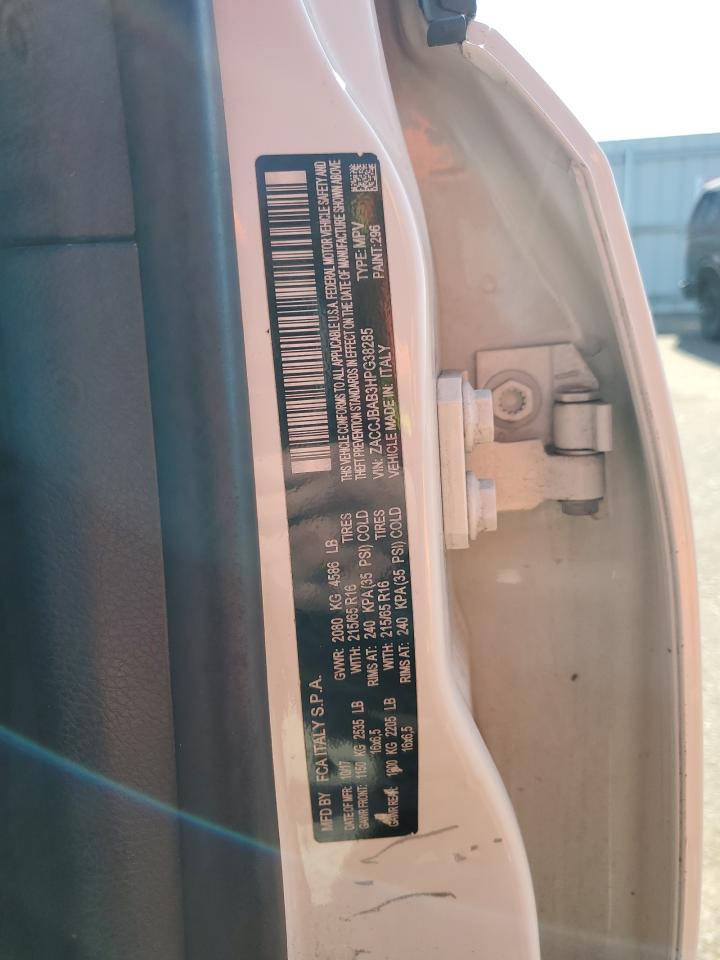 MFD BY FCA ITALY S.P.A.
DATE OF MFR: 10/17 GVWR: 2080 KG 4586 LB
GAWR FRONT: 1150 KG 2535 LB WITH: 215/65 R16 TIRES
16x6,5 RIMS AT: 240 KPA (35 PSI) COLD
GAWR REAR: 1000 KG 2205 LB WITH: 215/65 R16 TIRES
16x6,5 RIMS AT: 240 KPA (35 PSI) COLD
THIS VEHICLE CONFORMS TO ALL APPLICABLE U.S.A. FEDERAL MOTOR VEHICLE SAFETY AND
THEFT PREVENTION STANDARDS IN EFFECT ON THE DATE OF MANUFACTURE SHOWN ABOVE
VIN: ZACCJBAB3HPG38285 TYPE: MPV
VEHICLE MADE IN: ITALY PAINT: 296